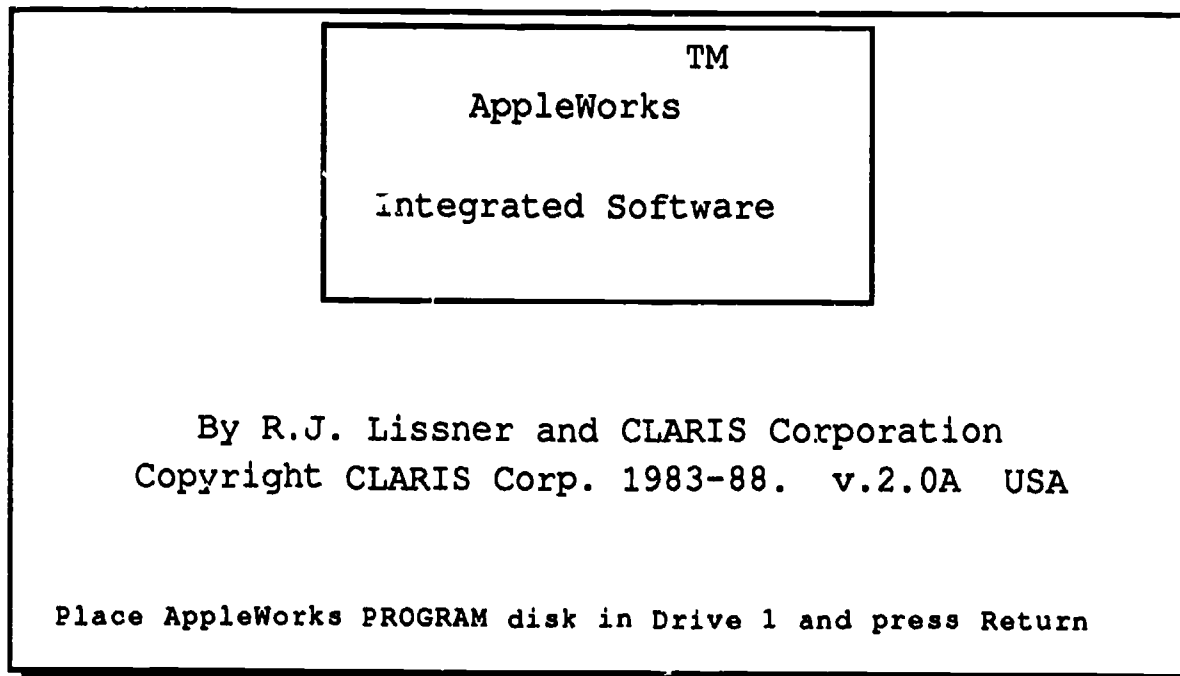 TM
AppleWorks
Integrated Software
By R.J. Lissner and CLARIS Corporation
Copyright CLARIS Corp. 1983-88. v.2.0A USA
Place AppleWorks PROGRAM disk in Drive 1 and press Return